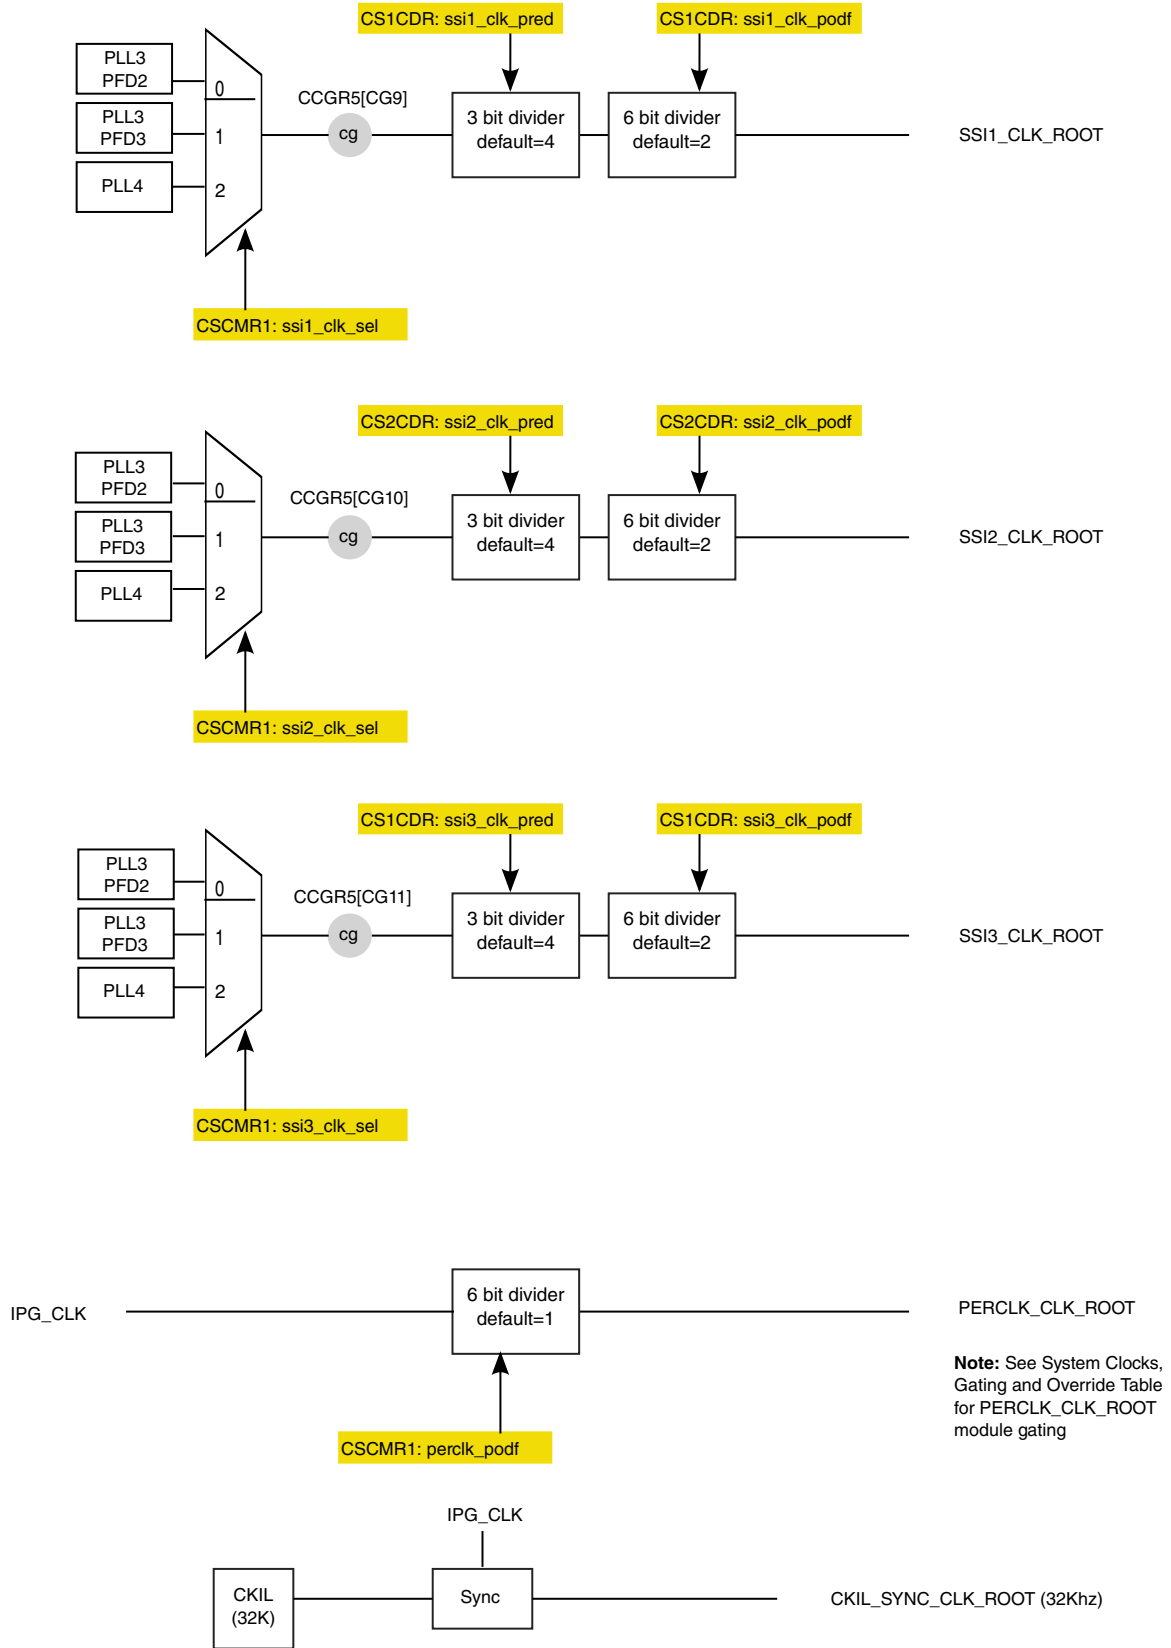 CS1CDR: ssi1_clk_pred
CS1CDR: ssi1_clk_podf
PLL3
PFD2
0
PLL3
PFD3
1
PLL4
2
CCGR5[CG9]
cg
3 bit divider
default=4
6 bit divider
default=2
SSI1_CLK_ROOT
CSCMR1: ssi1_clk_sel
CS2CDR: ssi2_clk_pred
CS2CDR: ssi2_clk_podf
PLL3
PFD2
0
PLL3
PFD3
1
PLL4
2
CCGR5[CG10]
cg
3 bit divider
default=4
6 bit divider
default=2
SSI2_CLK_ROOT
CSCMR1: ssi2_clk_sel
CS1CDR: ssi3_clk_pred
CS1CDR: ssi3_clk_podf
PLL3
PFD2
0
PLL3
PFD3
1
PLL4
2
CCGR5[CG11]
cg
3 bit divider
default=4
6 bit divider
default=2
SSI3_CLK_ROOT
CSCMR1: ssi3_clk_sel
IPG_CLK
6 bit divider
default=1
PERCLK_CLK_ROOT
Note: See System Clocks,
Gating and Override Table
for PERCLK_CLK_ROOT
module gating
CSCMR1: perclk_podf
IPG_CLK
CKIL
(32K)
Sync
CKIL_SYNC_CLK_ROOT (32Khz)